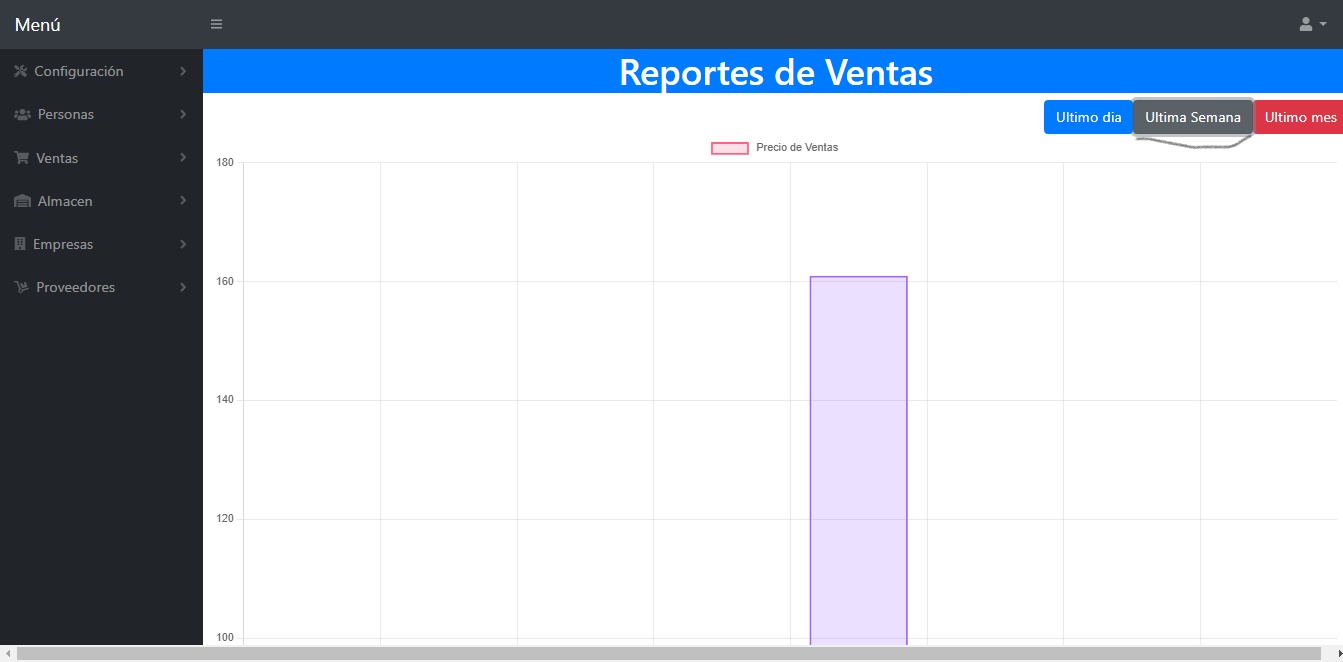 Menú
Configuración
Personas
Ventas
Almacen
Empresas
Proveedores
Reportes de Ventas
Ultimo dia Ultima Semana Ultimo mes
Precio de Ventas
180
160
140
120
100